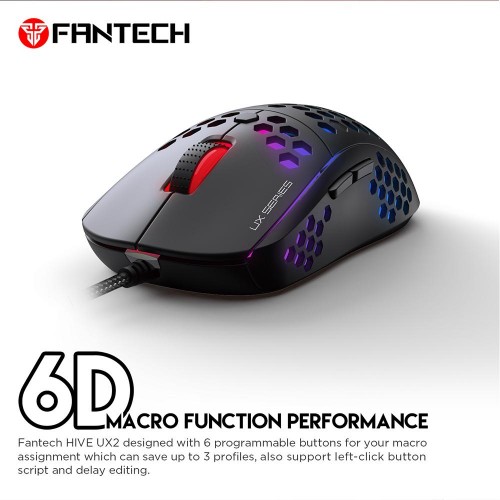 FANTECH
UX SERIES
6D
MACRO FUNCTION PERFORMANCE
Fantech HIVE UX2 designed with 6 programmable buttons for your macro
assignment which can save up to 3 profiles, also support left-click button
script and delay editing.